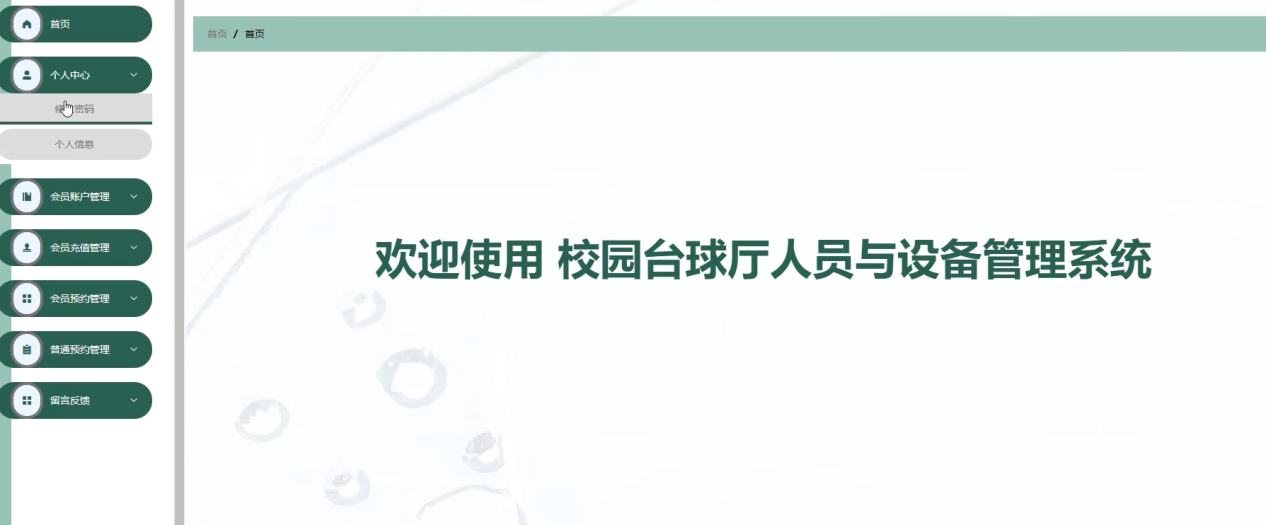 首页
个人中心
密码
个人信息
会员账户管理
会员充值管理
会员预约管理
普通预约管理
留言反馈
首页 / 首页
欢迎使用 校园台球厅人员与设备管理系统